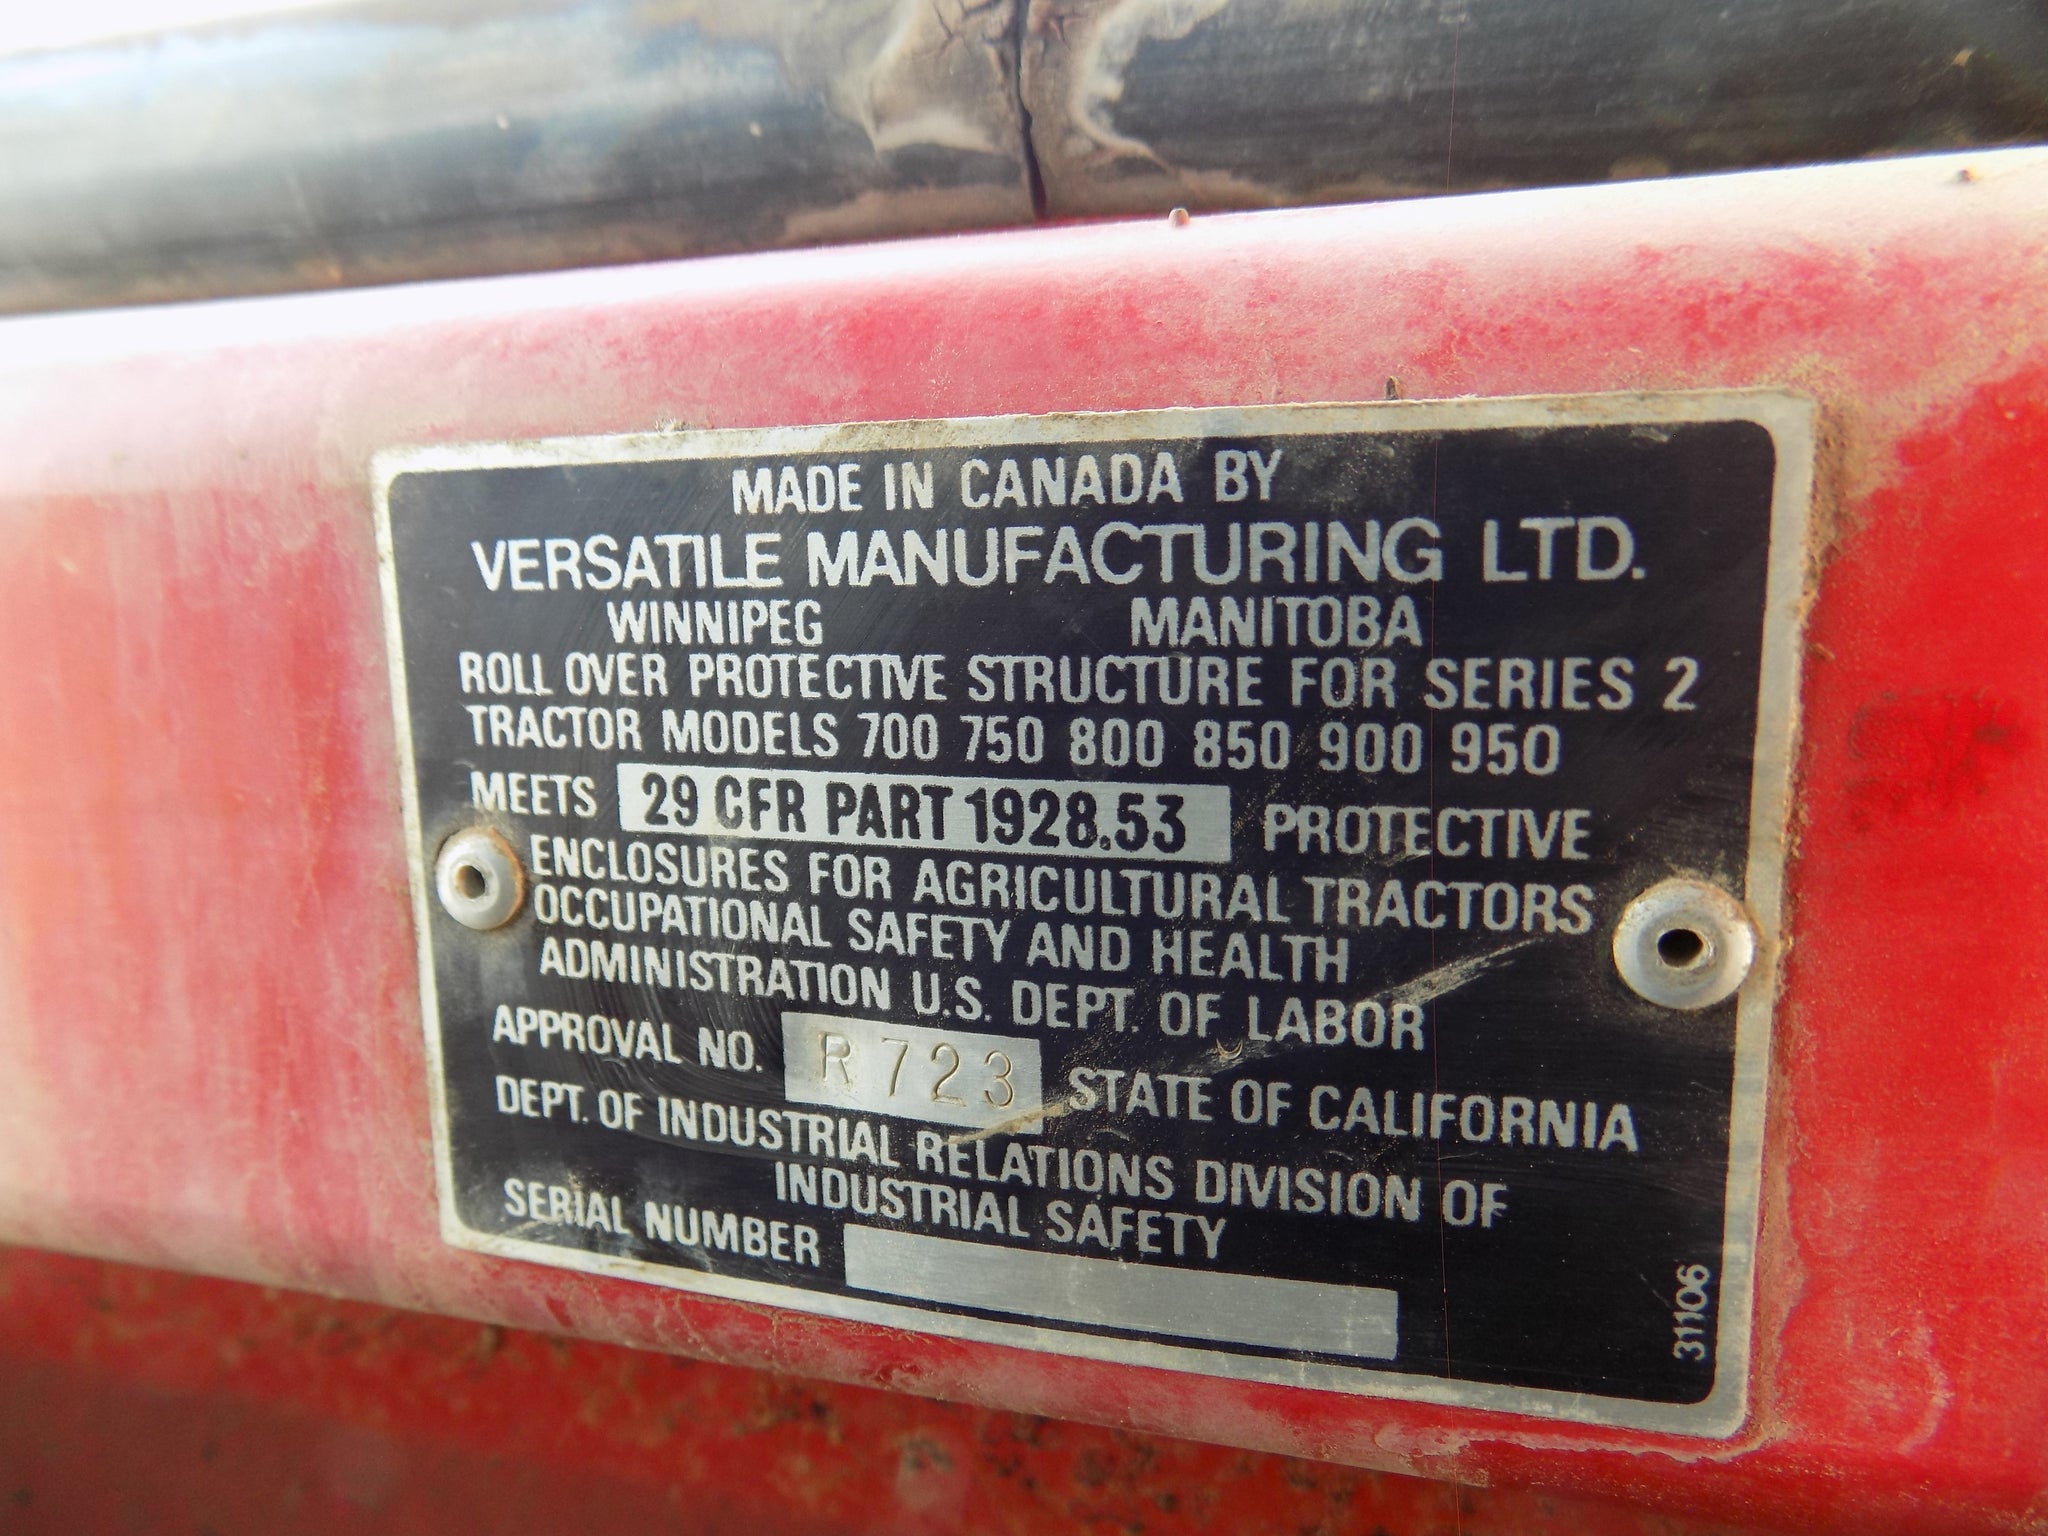 MADE IN CANADA BY
VERSATILE MANUFACTURING LTD.
WINNIPEG MANITOBA
ROLL OVER PROTECTIVE STRUCTURE FOR SERIES 2
TRACTOR MODELS 700 750 800 850 900 950
MEETS 29 CFR PART 1928.53 PROTECTIVE
ENCLOSURES FOR AGRICULTURAL TRACTORS
OCCUPATIONAL SAFETY AND HEALTH
ADMINISTRATION U.S. DEPT. OF LABOR
APPROVAL NO. R723 STATE OF CALIFORNIA
DEPT. OF INDUSTRIAL RELATIONS DIVISION OF
INDUSTRIAL SAFETY
SERIAL NUMBER
31106